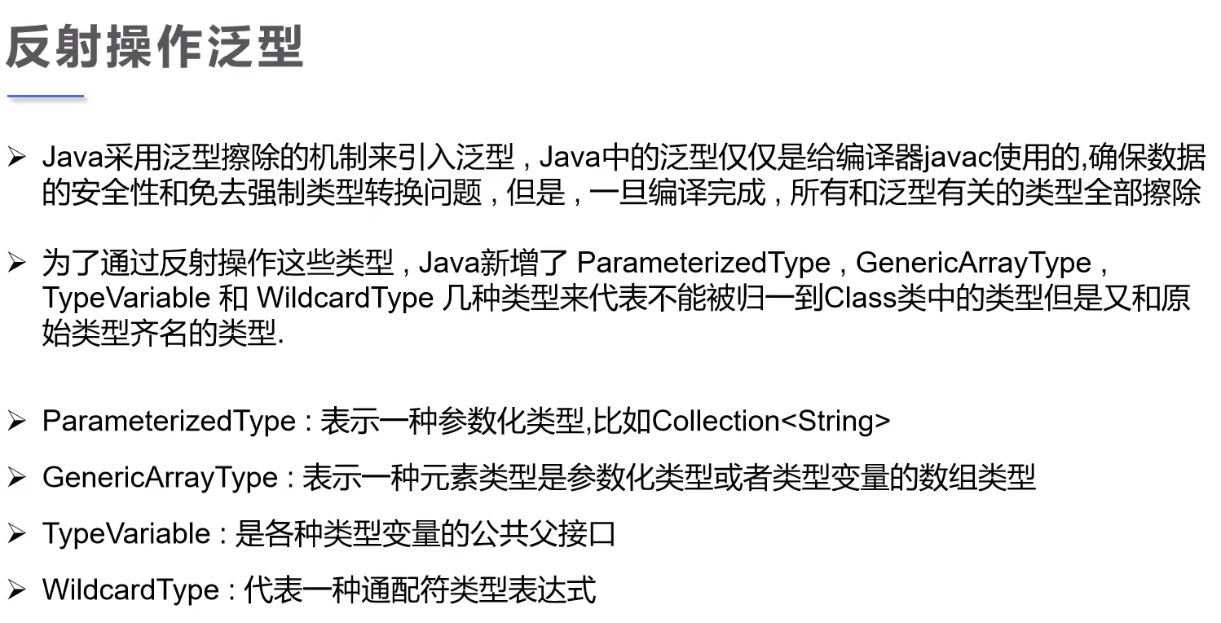 反射操作泛型
➢ Java采用泛型擦除的机制来引入泛型 , Java中的泛型仅仅是给编译器javac使用的,确保数据
的安全性和免去强制类型转换问题 , 但是 , 一旦编译完成 , 所有和泛型有关的类型全部擦除
➢ 为了通过反射操作这些类型 , Java新增了 ParameterizedType , GenericArrayType ,
TypeVariable 和 WildcardType 几种类型来代表不能被归一到Class类中的类型但是又和原
始类型齐名的类型.
➢ ParameterizedType : 表示一种参数化类型,比如Collection<String>
➢ GenericArrayType : 表示一种元素类型是参数化类型或者类型变量的数组类型
➢ TypeVariable : 是各种类型变量的公共父接口
➢ WildcardType : 代表一种通配符类型表达式